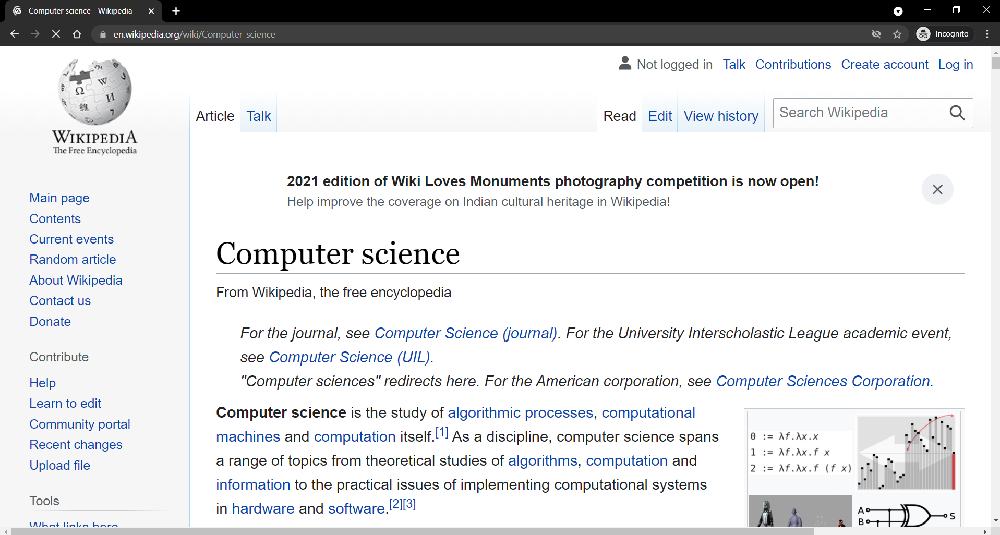 Computer science - Wikipedia
en.wikipedia.org/wiki/Computer_science
Incognito
WIKIPEDIA
The Free Encyclopedia
Not logged in Talk Contributions Create account Log in
Article Talk Read Edit View history Search Wikipedia
Main page
Contents
Current events
Random article
About Wikipedia
Contact us
Donate
Contribute
Help
Learn to edit
Community portal
Recent changes
Upload file
Tools
What links here
2021 edition of Wiki Loves Monuments photography competition is now open!
Help improve the coverage on Indian cultural heritage in Wikipedia!
Computer science
From Wikipedia, the free encyclopedia
For the journal, see Computer Science (journal). For the University Interscholastic League academic event,
see Computer Science (UIL).
"Computer sciences" redirects here. For the American corporation, see Computer Sciences Corporation.
Computer science is the study of algorithmic processes, computational
machines and computation itself.[1] As a discipline, computer science spans
a range of topics from theoretical studies of algorithms, computation and
information to the practical issues of implementing computational systems
in hardware and software.[2][3]
0 := λf.λx.x
1 := λf.λx.f x
2 := λf.λx.f (f x)
A
B
S